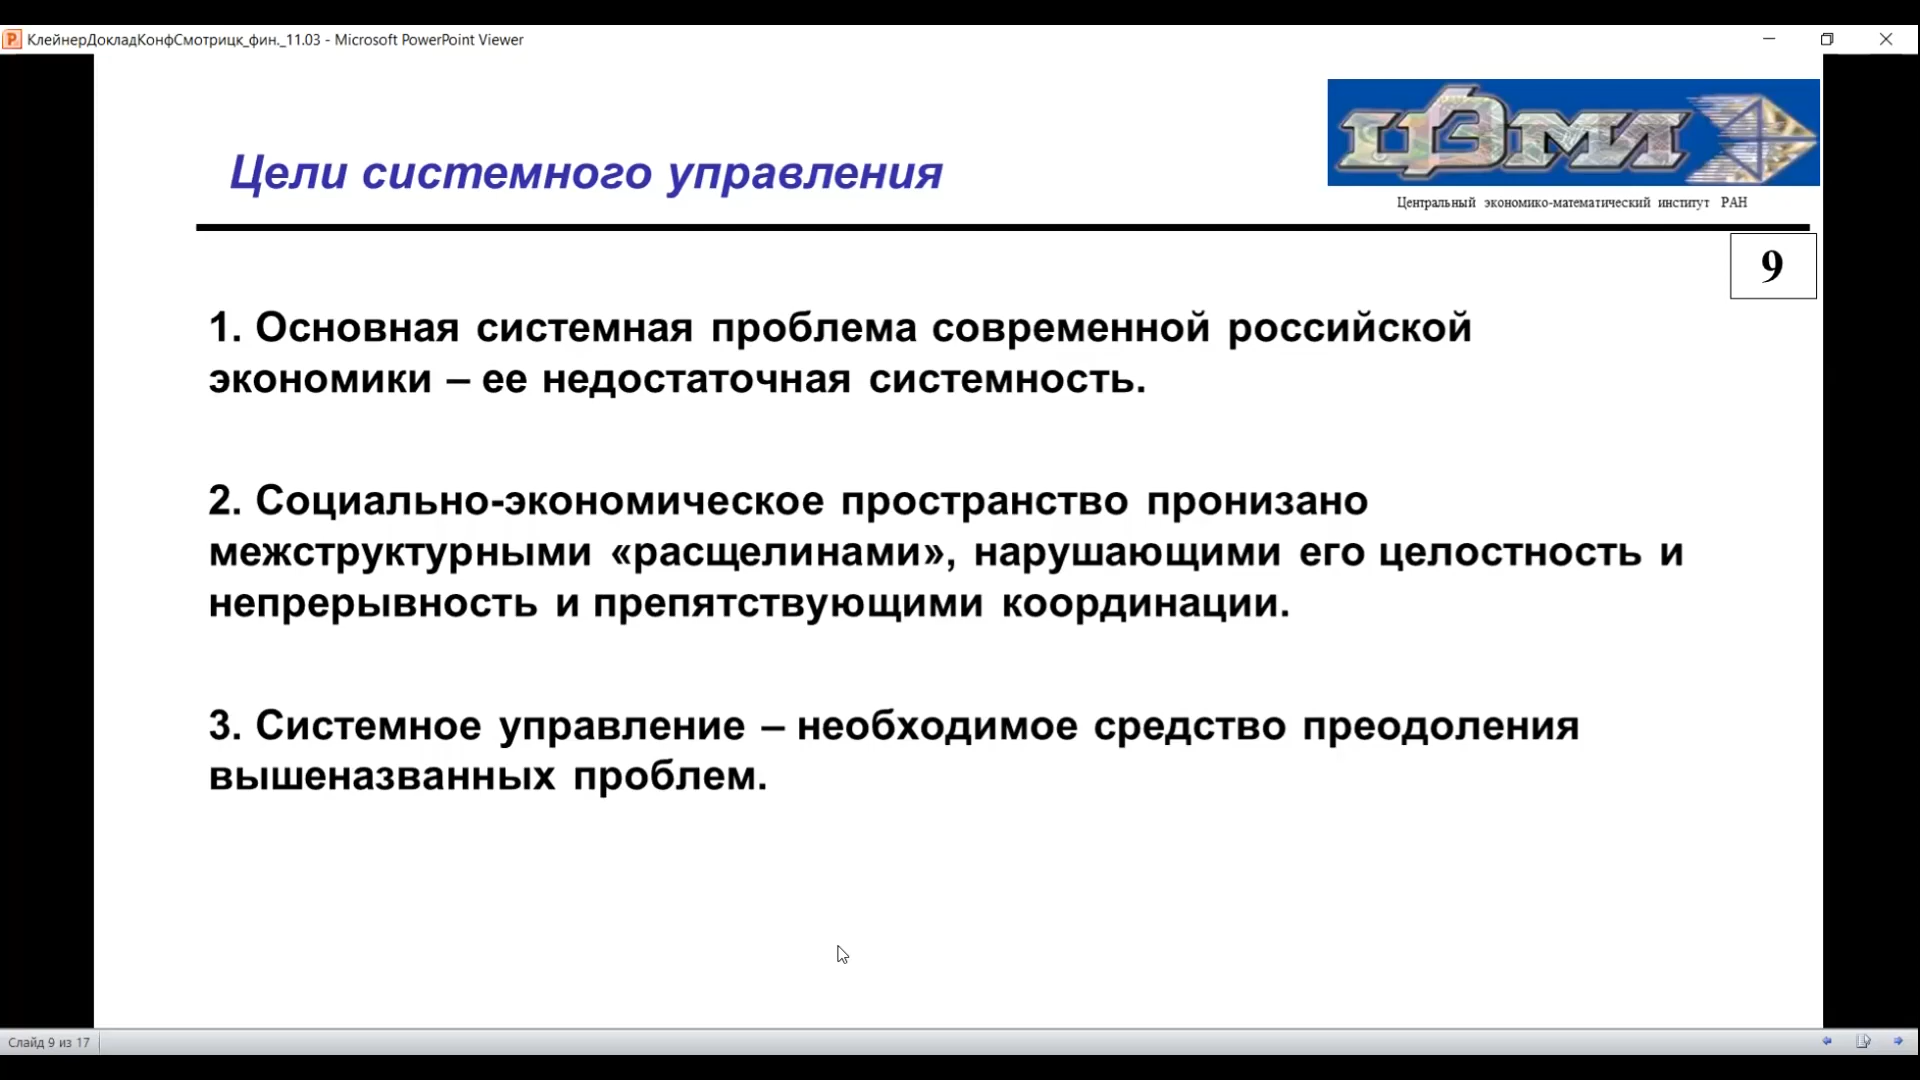 КлейнерДокладКонфСмотрицк_фин._11.03 - Microsoft PowerPoint Viewer
ЦЭМИ
Цели системного управления
Центральный экономико-математический институт РАН
9
1. Основная системная проблема современной российской
экономики – ее недостаточная системность.
2. Социально-экономическое пространство пронизано
межструктурными «расщелинами», нарушающими его целостность и
непрерывность и препятствующими координации.
3. Системное управление – необходимое средство преодоления
вышеназванных проблем.
Слайд 9 из 17